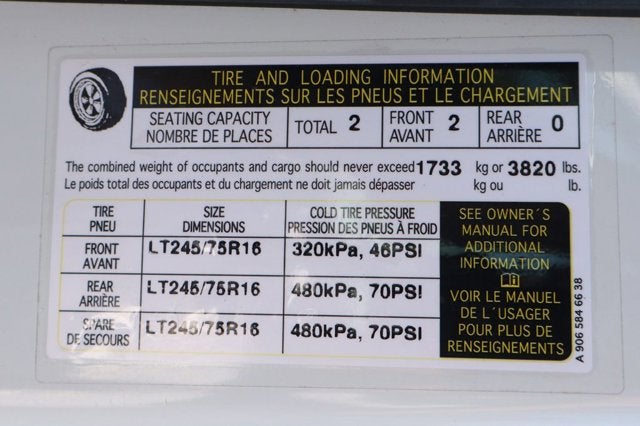 TIRE AND LOADING INFORMATION
RENSEIGNEMENTS SUR LES PNEUS ET LE CHARGEMENT
SEATING CAPACITY
NOMBRE DE PLACES
TOTAL 2
FRONT
AVANT 2
REAR
ARRIÈRE 0
The combined weight of occupants and cargo should never exceed 1733 kg or 3820 lbs.
Le poids total des occupants et du chargement ne doit jamais dépasser kg ou lb.
TIRE
PNEU
SIZE
DIMENSIONS
COLD TIRE PRESSURE
PRESSION DES PNEUS À FROID
FRONT
AVANT
LT245/75R16
320kPa, 46PSI
REAR
ARRIÈRE
LT245/75R16
480kPa, 70PSI
SPARE
DE SECOURS
LT245/75R16
480kPa, 70PSI
SEE OWNER´S
MANUAL FOR
ADDITIONAL
INFORMATION
VOIR LE MANUEL
DE L´USAGER
POUR PLUS DE
RENSEIGNEMENTS
A 906 584 66 38